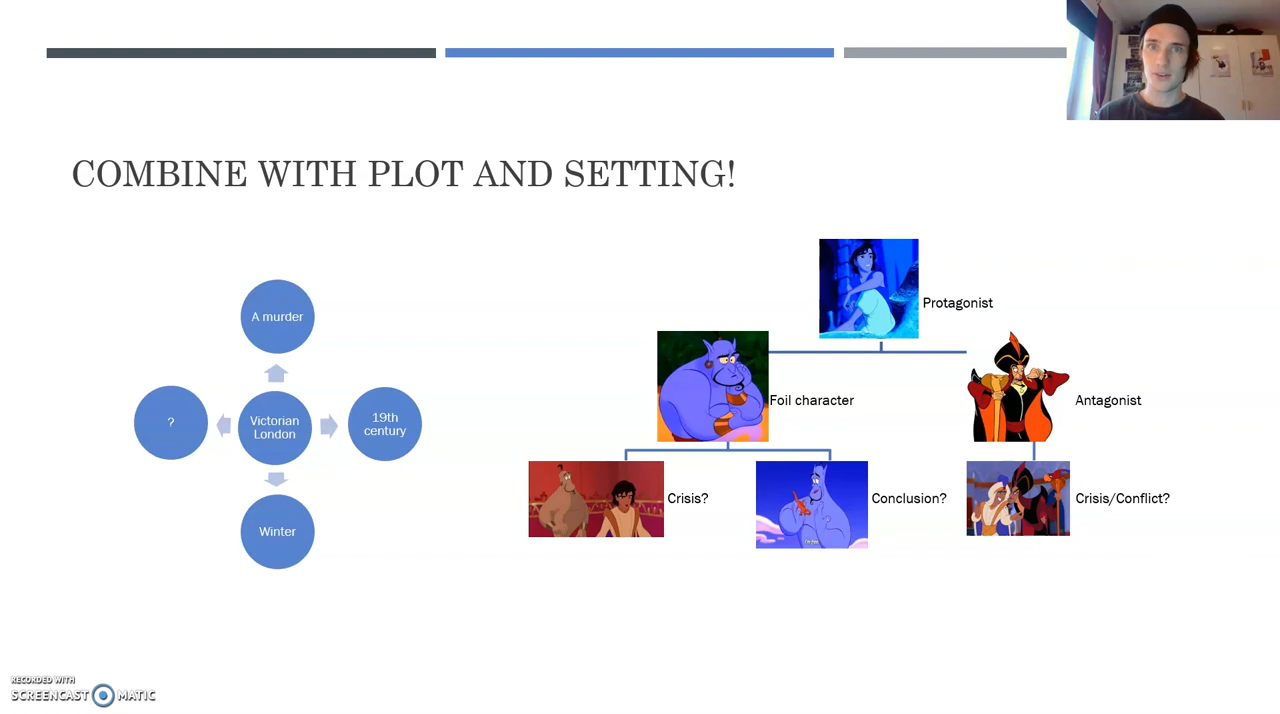 COMBINE WITH PLOT AND SETTING!
A murder
?
Victorian
London
19th
century
Winter
Protagonist
Foil character
Antagonist
Crisis?
Conclusion?
Crisis/Conflict?
RECORDED WITH
SCREENCAST MATIC